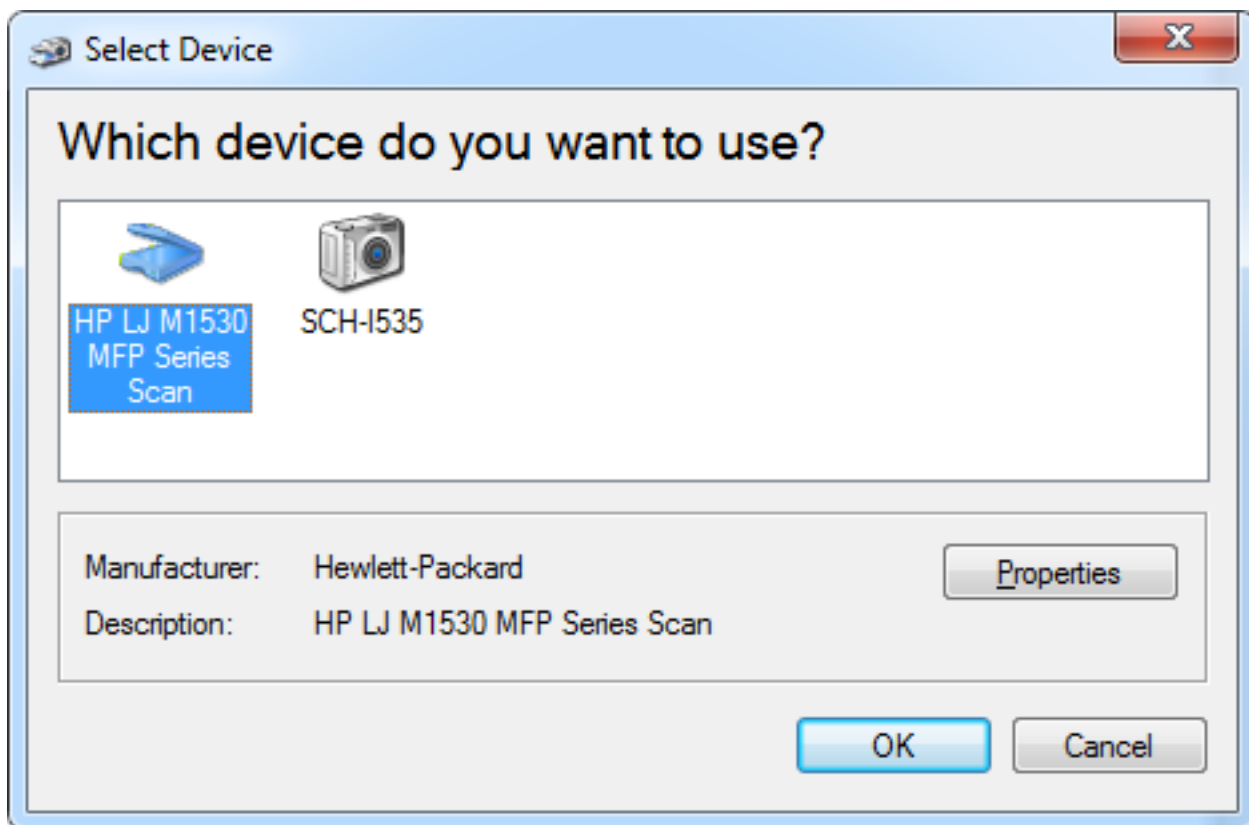 Select Device
Which device do you want to use?
HP LJ M1530
MFP Series
Scan
SCH-I535
Manufacturer: Hewlett-Packard
Properties
Description: HP LJ M1530 MFP Series Scan
OK
Cancel